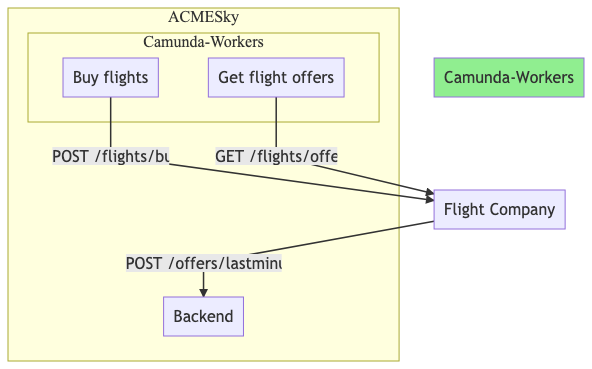 ACMESky
Camunda-Workers
Buy flights
Get flight offers
Camunda-Workers
POST /flights/bu
GET /flights/offe
Flight Company
POST /offers/lastminu
Backend